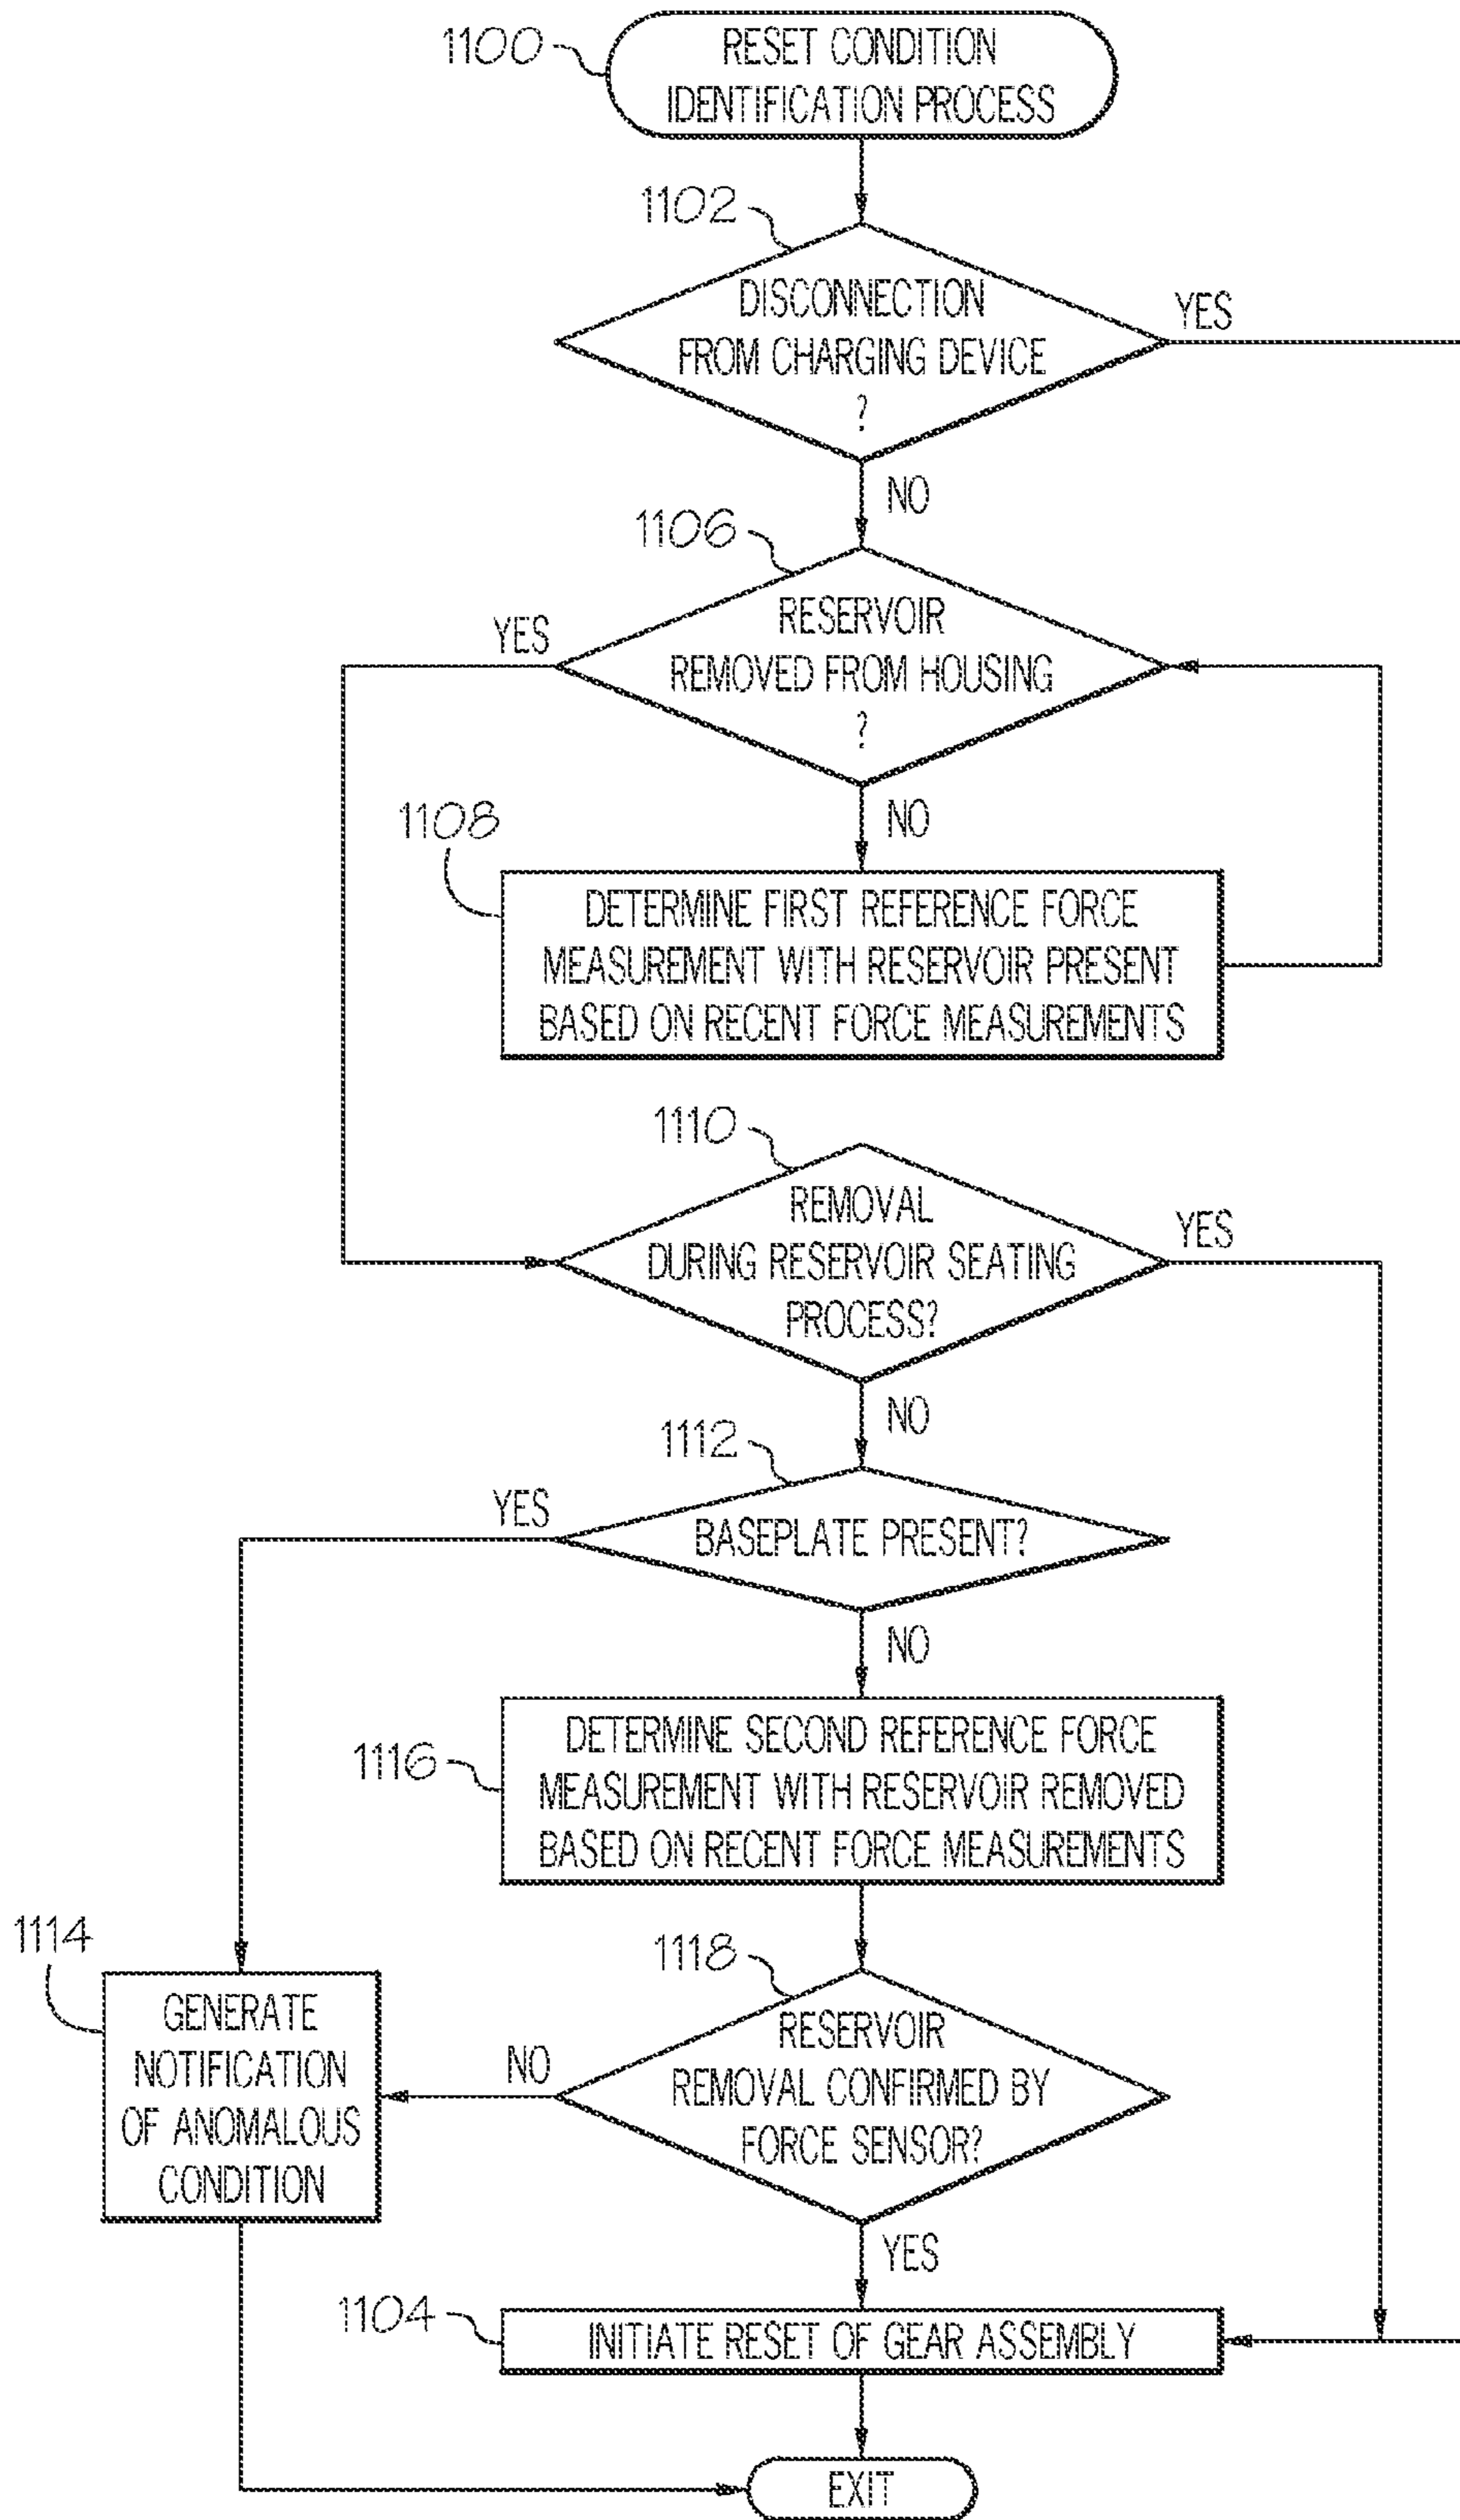 1100
RESET CONDITION
IDENTIFICATION PROCESS
1102
DISCONNECTION
FROM CHARGING DEVICE
?
YES
NO
1106
RESERVOIR
REMOVED FROM HOUSING
?
YES
NO
1108
DETERMINE FIRST REFERENCE FORCE
MEASUREMENT WITH RESERVOIR PRESENT
BASED ON RECENT FORCE MEASUREMENTS
1110
REMOVAL
DURING RESERVOIR SEATING
PROCESS?
YES
NO
1112
YES
BASEPLATE PRESENT?
NO
1116
DETERMINE SECOND REFERENCE FORCE
MEASUREMENT WITH RESERVOIR REMOVED
BASED ON RECENT FORCE MEASUREMENTS
1114
GENERATE
NOTIFICATION
OF ANOMALOUS
CONDITION
1118
RESERVOIR
REMOVAL CONFIRMED BY
FORCE SENSOR?
NO
YES
1104
INITIATE RESET OF GEAR ASSEMBLY
EXIT